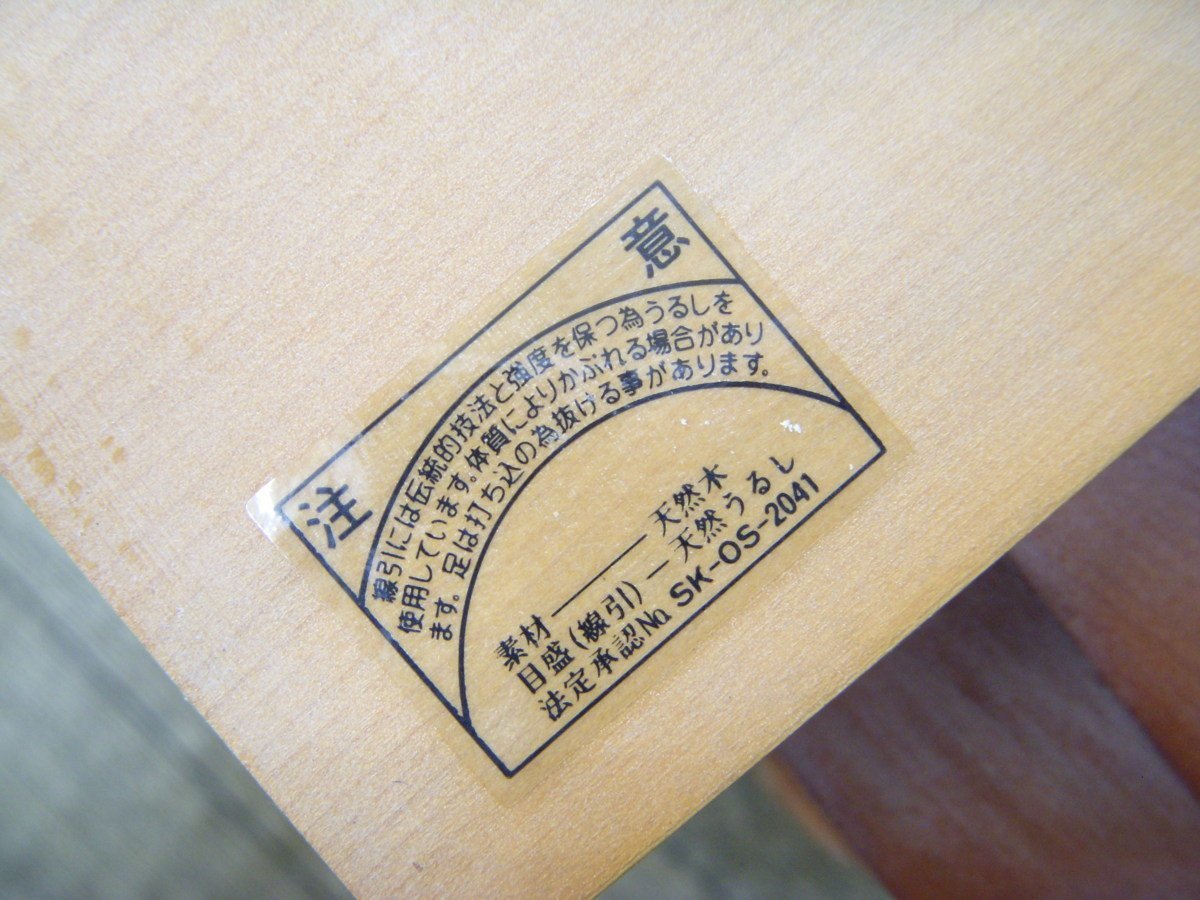 注意
線引には伝統的技法と強度を保つ為うるしを
使用しています。体質によりかぶれる場合があり
ます。足は打ち込の為抜ける事があります。
素材――天然木
目盛(線引)―天然うるし
法定承認No. SK-OS-2041